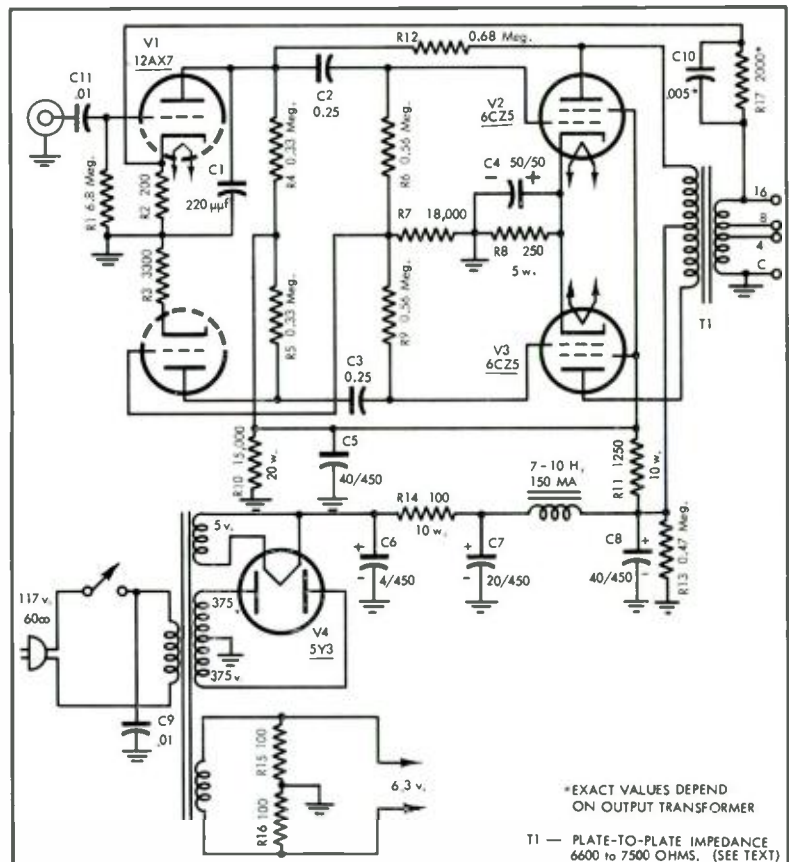 V1
12AX7
C11
.01
R1 6.8 Meg.
R2 200
R3 3300
C1
220 μμf
R12
0.68 Meg.
C2
0.25
R4 0.33 Meg.
R6 0.56 Meg.
R5 0.33 Meg.
R9 0.56 Meg.
R7 18,000
C3
0.25
C4 50/50
- +
R8 250
5 w.
V2
6CZ5
V3
6CZ5
C10
.005*
R17 2000*
16
8
4
C
T1
R10 15,000
20 w.
C5
40/450
R14 100
10 w.
7-10 H,
150 MA
R11 1250
10 w.
C6
+
-
4/450
C7
+
-
20/450
C8
+
-
40/450
R13 0.47 Meg.
5 v.
375 v
375 v.
V4
5Y3
117 v.
60∞
C9
.01
R15 100
R16 100
6.3 v.
*EXACT VALUES DEPEND
ON OUTPUT TRANSFORMER
T1 — PLATE-TO-PLATE IMPEDANCE
6600 to 7500 OHMS. (SEE TEXT)